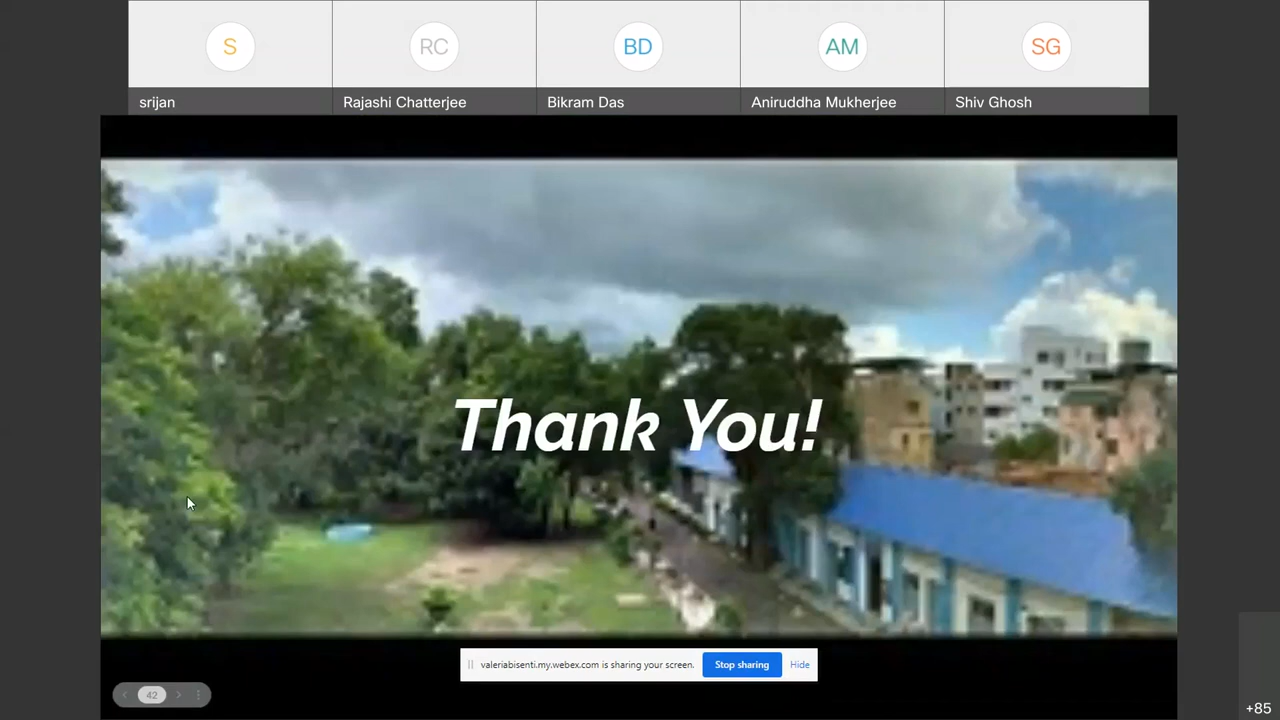 S
RC
BD
AM
SG
srijan
Rajashi Chatterjee
Bikram Das
Aniruddha Mukherjee
Shiv Ghosh
Thank You!
valeriabisenti.my.webex.com is sharing your screen.
Stop sharing
Hide
42
+85